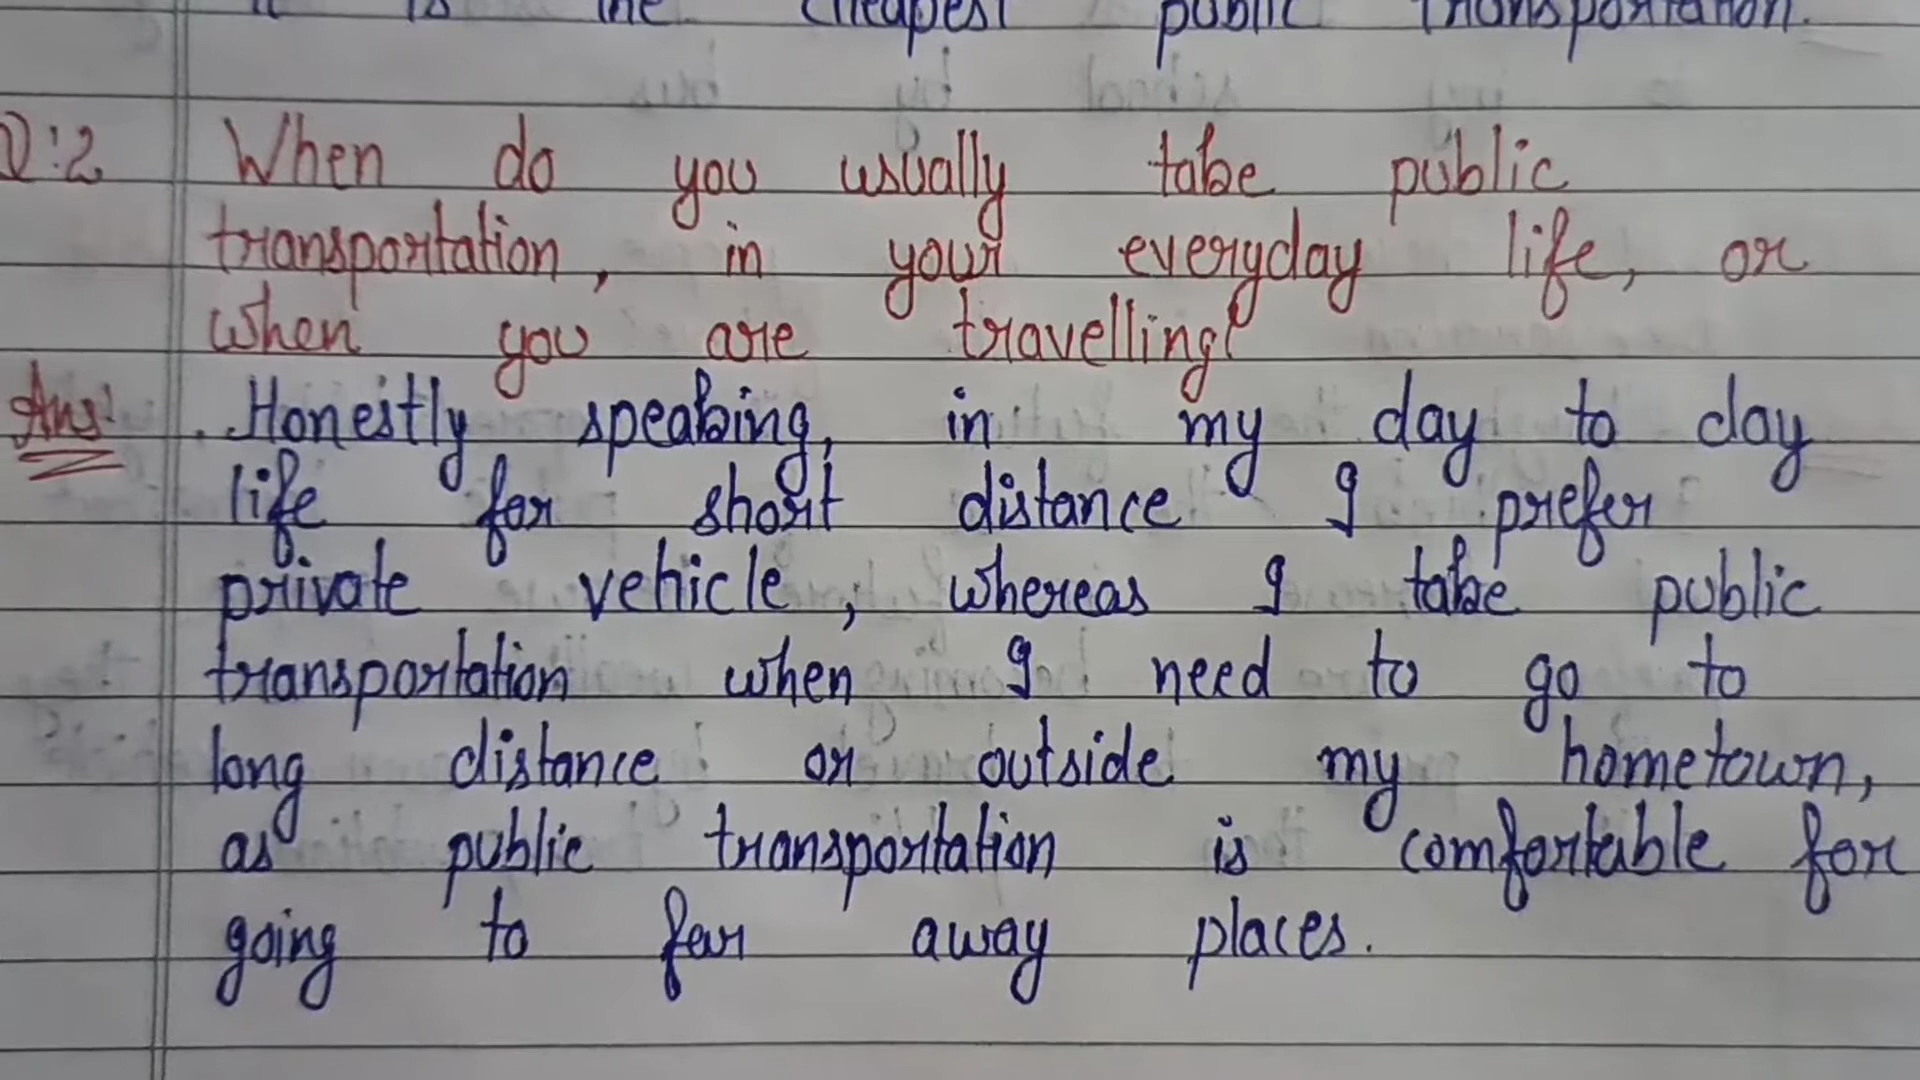 it is the cheapest public transportation.
Q:2 When do you usually take public
transportation, in your everyday life, or
when you are travelling?
Ans: Honestly speaking, in my day to day
life for short distance I prefer
private vehicle, whereas I take public
transportation when I need to go to
long distance or outside my hometown,
as public transportation is comfortable for
going to far away places.